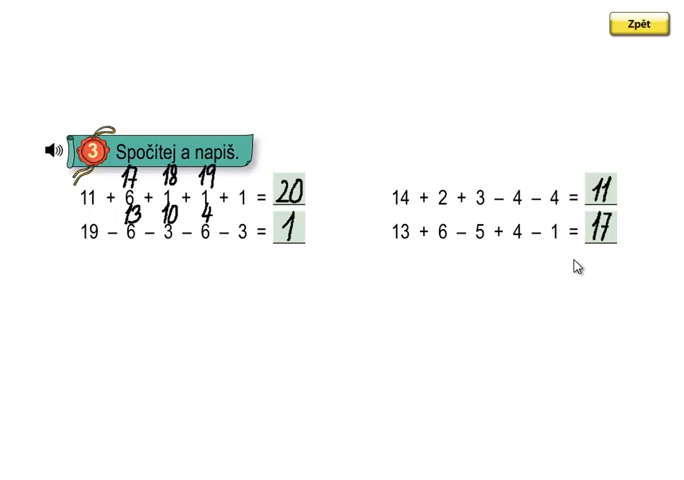 Zpět
3 Spočítej a napiš.
17 18 19
11 + 6 + 1 + 1 + 1 = 20
13 10 4
19 – 6 – 3 – 6 – 3 = 1
14 + 2 + 3 – 4 – 4 = 11
13 + 6 – 5 + 4 – 1 = 17